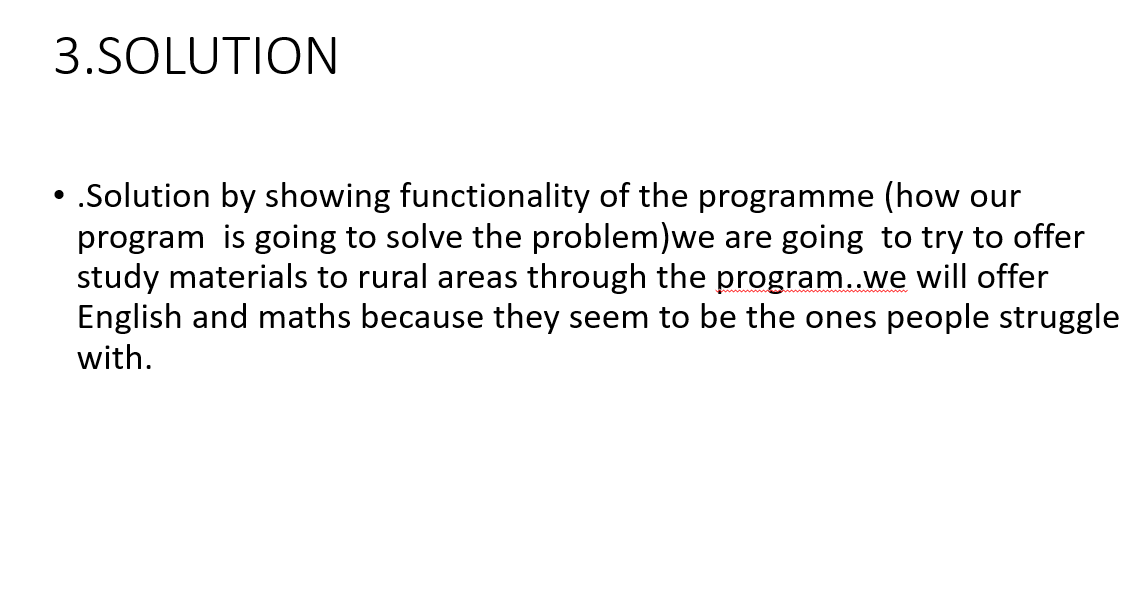 3.SOLUTION
• .Solution by showing functionality of the programme (how our
program  is going to solve the problem)we are going  to try to offer
study materials to rural areas through the program..we will offer
English and maths because they seem to be the ones people struggle
with.